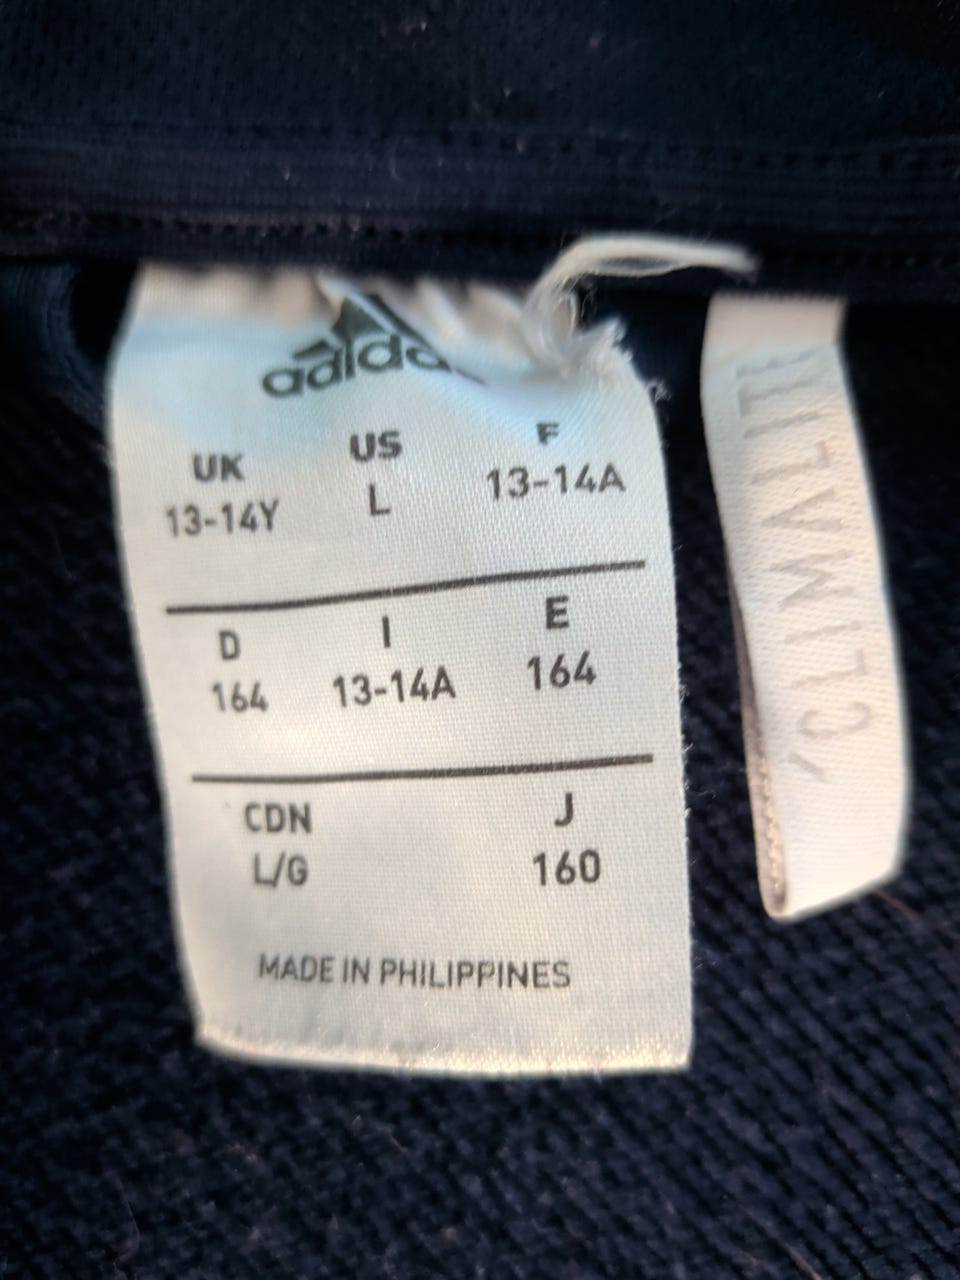 adidas
UK US F
13-14Y L 13-14A
D I E
164 13-14A 164
CDN J
L/G 160
MADE IN PHILIPPINES
CLIMALITE